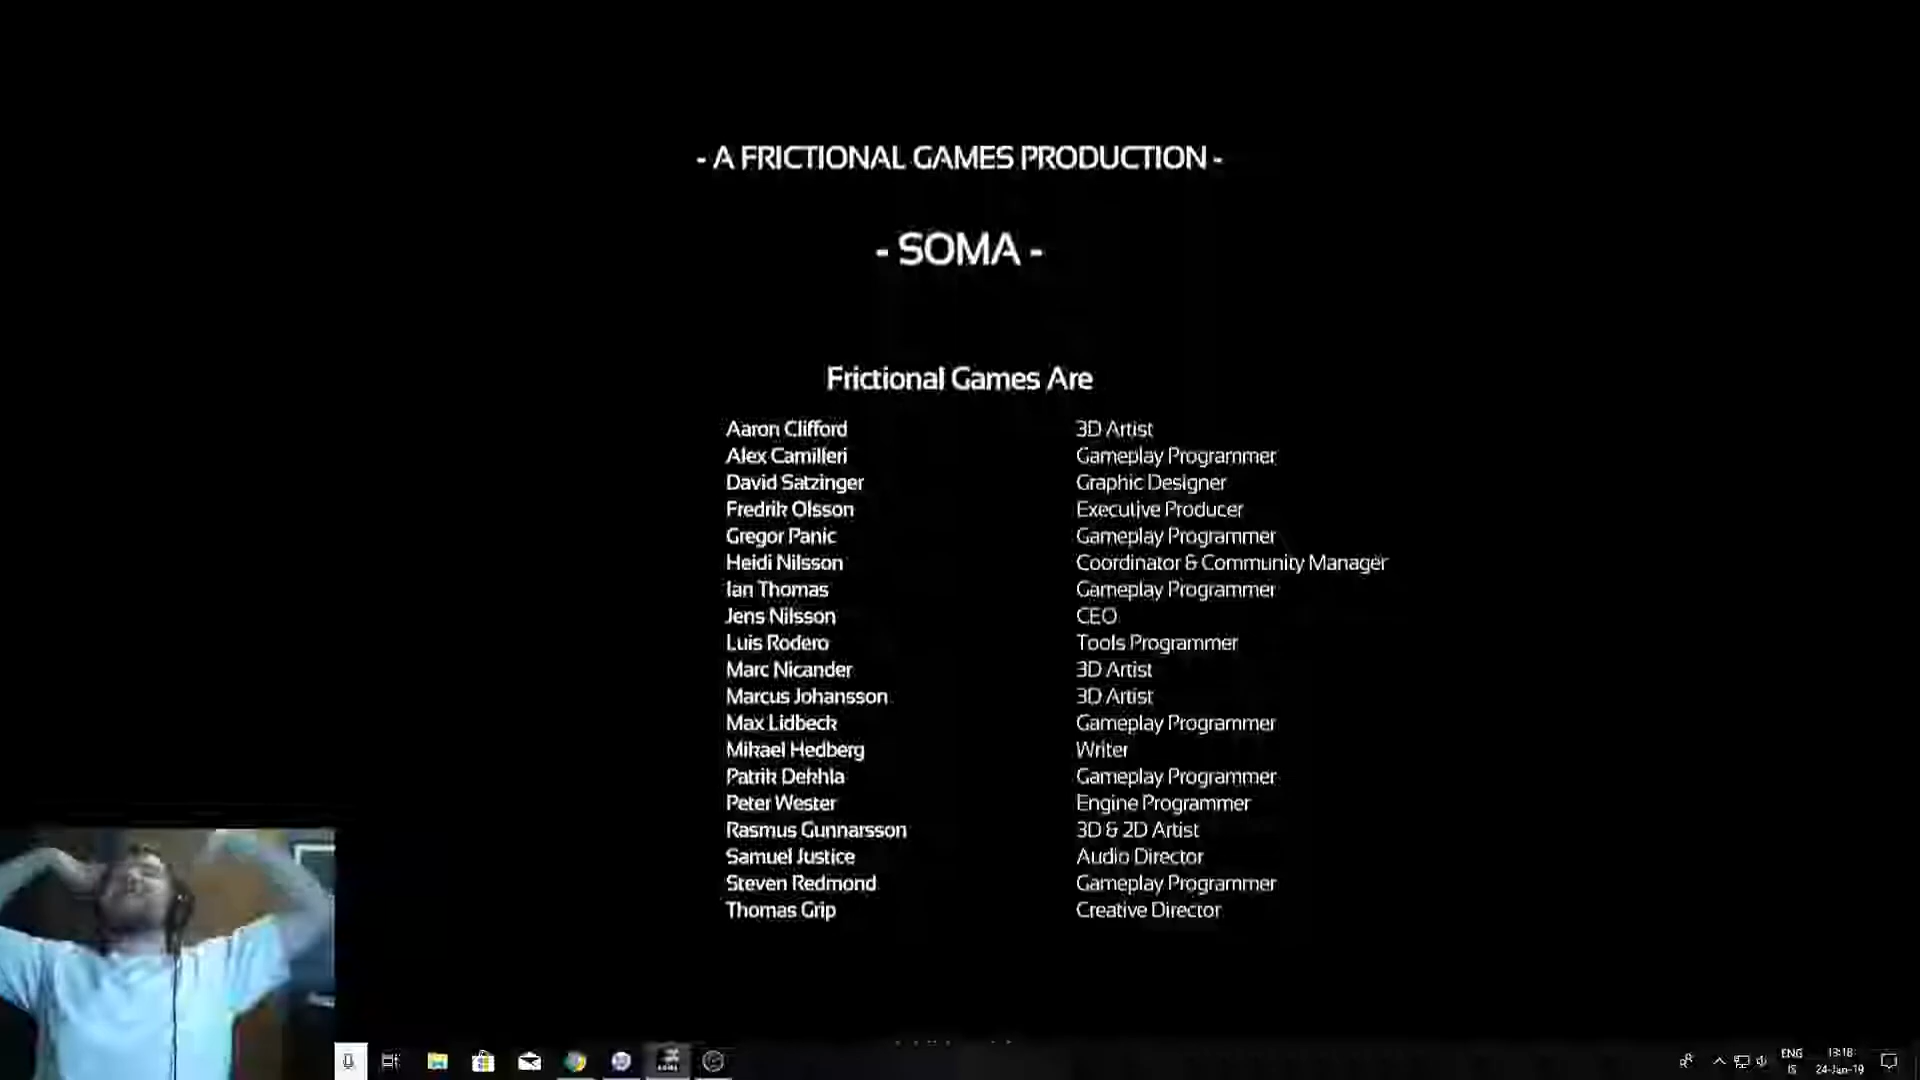 - A FRICTIONAL GAMES PRODUCTION -
- SOMA -
Frictional Games Are
Aaron Clifford 3D Artist
Alex Camilleri Gameplay Programmer
David Satzinger Graphic Designer
Fredrik Olsson Executive Producer
Gregor Panic Gameplay Programmer
Heidi Nilsson Coordinator & Community Manager
Ian Thomas Gameplay Programmer
Jens Nilsson CEO
Luis Rodero Tools Programmer
Marc Nicander 3D Artist
Marcus Johansson 3D Artist
Max Lidbeck Gameplay Programmer
Mikael Hedberg Writer
Patrik Dekhla Gameplay Programmer
Peter Wester Engine Programmer
Rasmus Gunnarsson 3D & 2D Artist
Samuel Justice Audio Director
Steven Redmond Gameplay Programmer
Thomas Grip Creative Director
ENG 13:18
IS 24-Jan-19